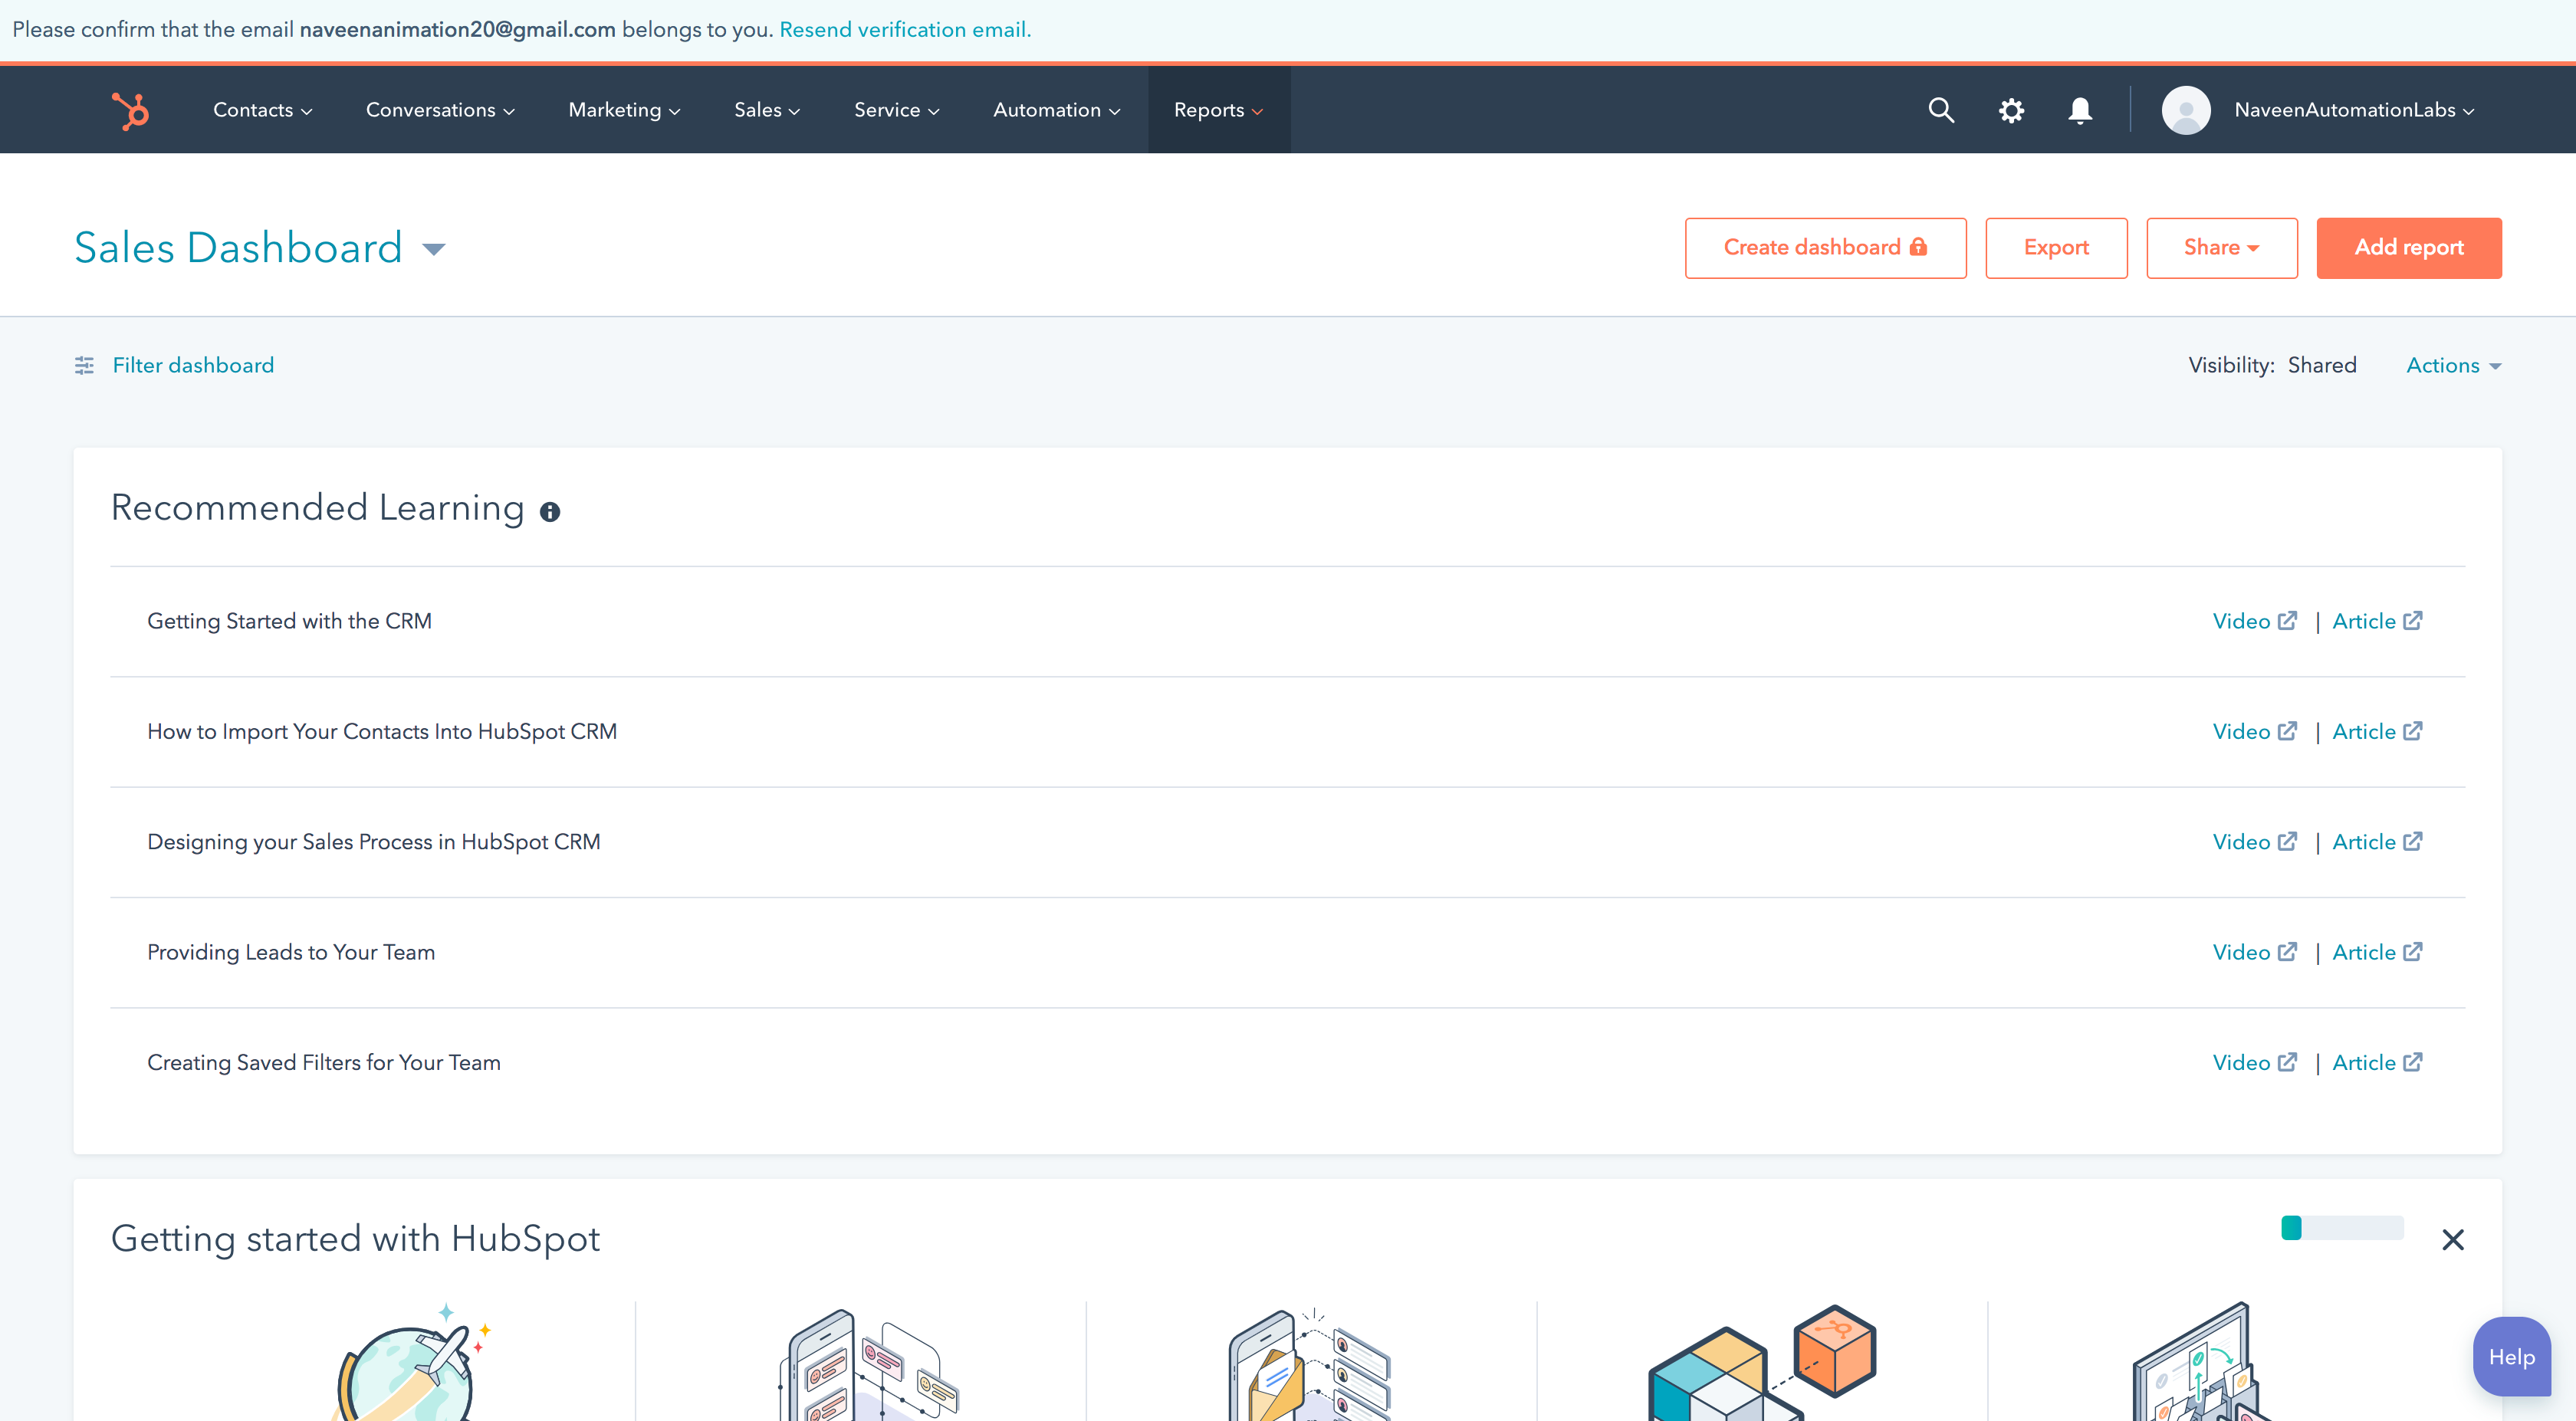 Please confirm that the email naveenanimation20@gmail.com belongs to you. Resend verification email.
Contacts Conversations Marketing Sales Service Automation Reports NaveenAutomationLabs
Sales Dashboard Create dashboard Export Share Add report
Filter dashboard Visibility: Shared Actions
Recommended Learning
Getting Started with the CRM Video | Article
How to Import Your Contacts Into HubSpot CRM Video | Article
Designing your Sales Process in HubSpot CRM Video | Article
Providing Leads to Your Team Video | Article
Creating Saved Filters for Your Team Video | Article
Getting started with HubSpot
Help